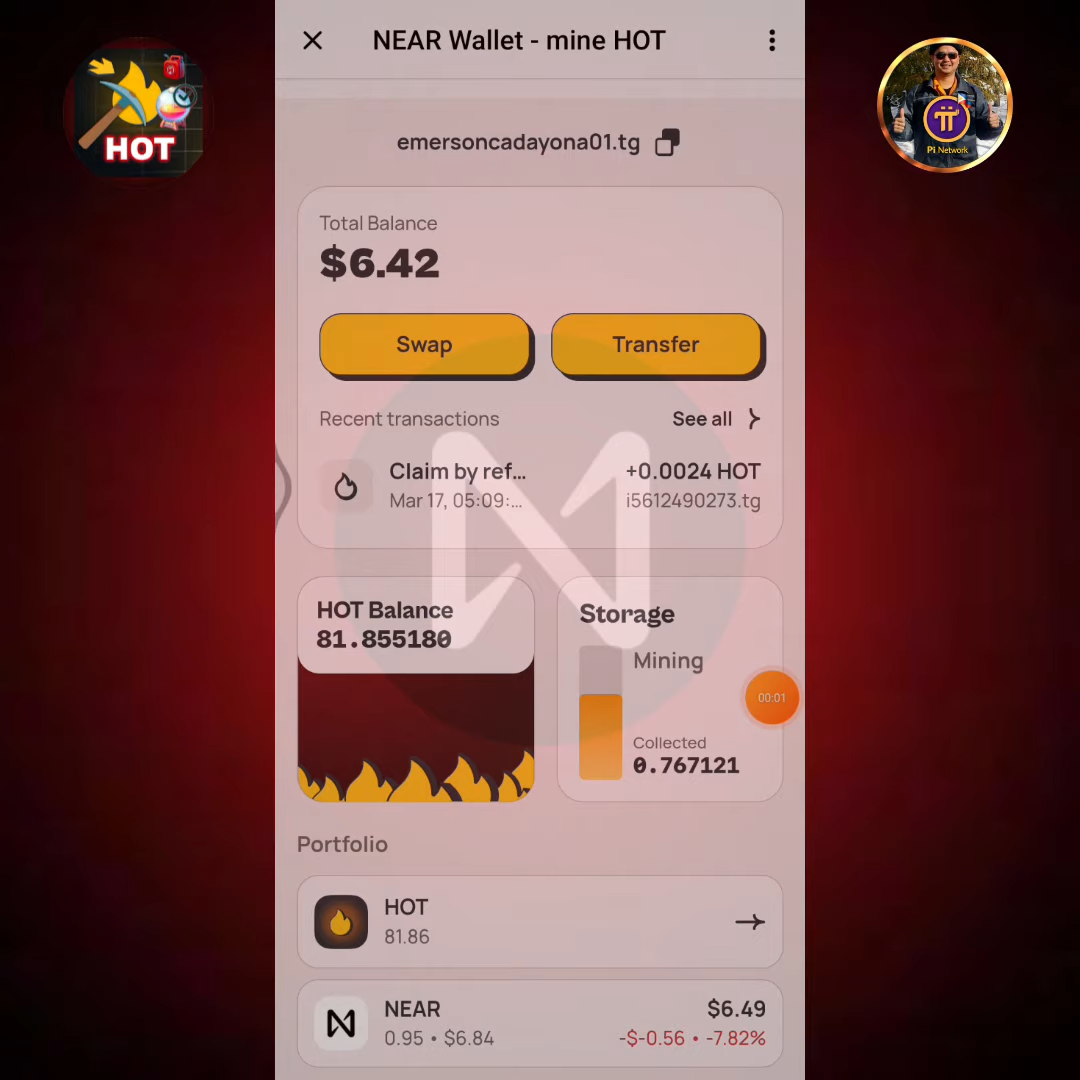 NEAR Wallet - mine HOT
HOT
Pi Network
emersoncadayona01.tg
Total Balance
$6.42
Swap
Transfer
Recent transactions
See all
Claim by ref...
+0.0024 HOT
Mar 17, 05:09:...
i5612490273.tg
HOT Balance
81.855180
Storage
Mining
00:01
Collected
0.767121
Portfolio
HOT
81.86
NEAR
$6.49
0.95 • $6.84
-$-0.56 • -7.82%